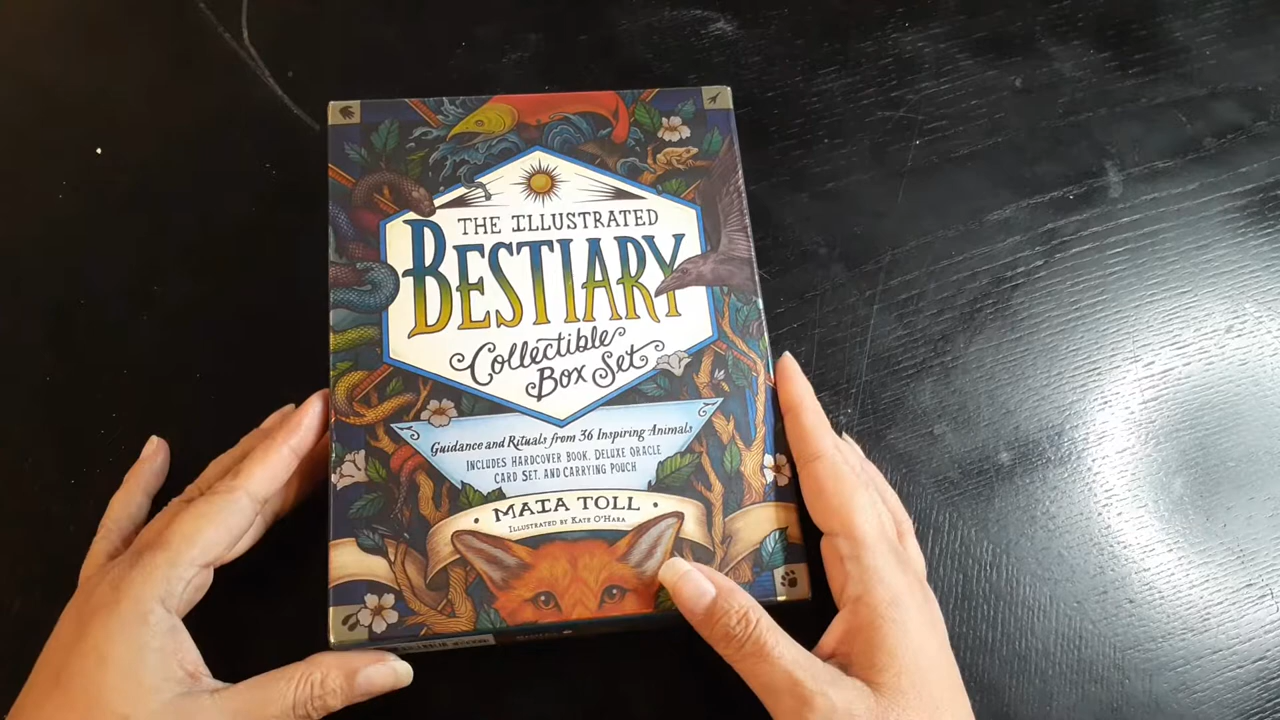 THE ILLUSTRATED
BESTIARY
Collectible
Box Set
Guidance and Rituals from 36 Inspiring Animals
INCLUDES HARDCOVER BOOK, DELUXE ORACLE
CARD SET, AND CARRYING POUCH
MAIA TOLL
ILLUSTRATED BY KATE O'HARA